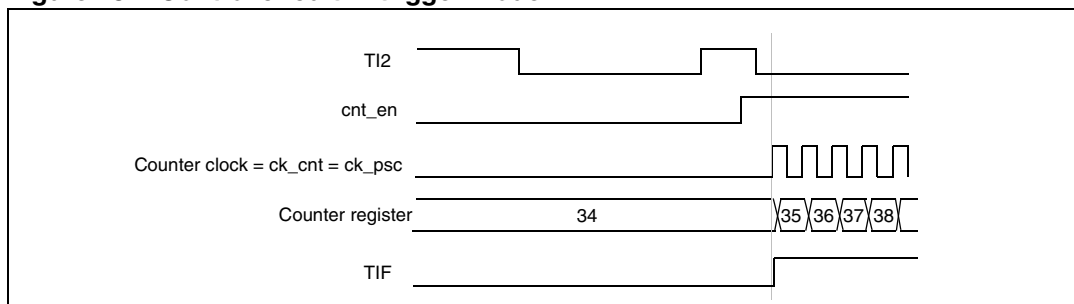 TI2
cnt_en
Counter clock = ck_cnt = ck_psc
Counter register 34 35 36 37 38
TIF